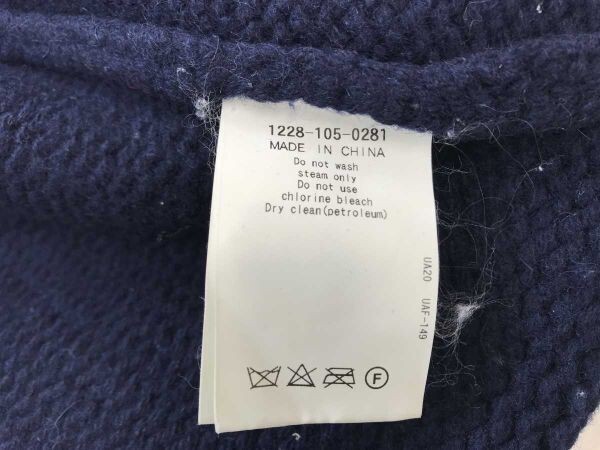 1228-105-0281
MADE IN CHINA
Do not wash
steam only
Do not use
chlorine bleach
Dry clean(petroleum)
UA20 UAF-149
F